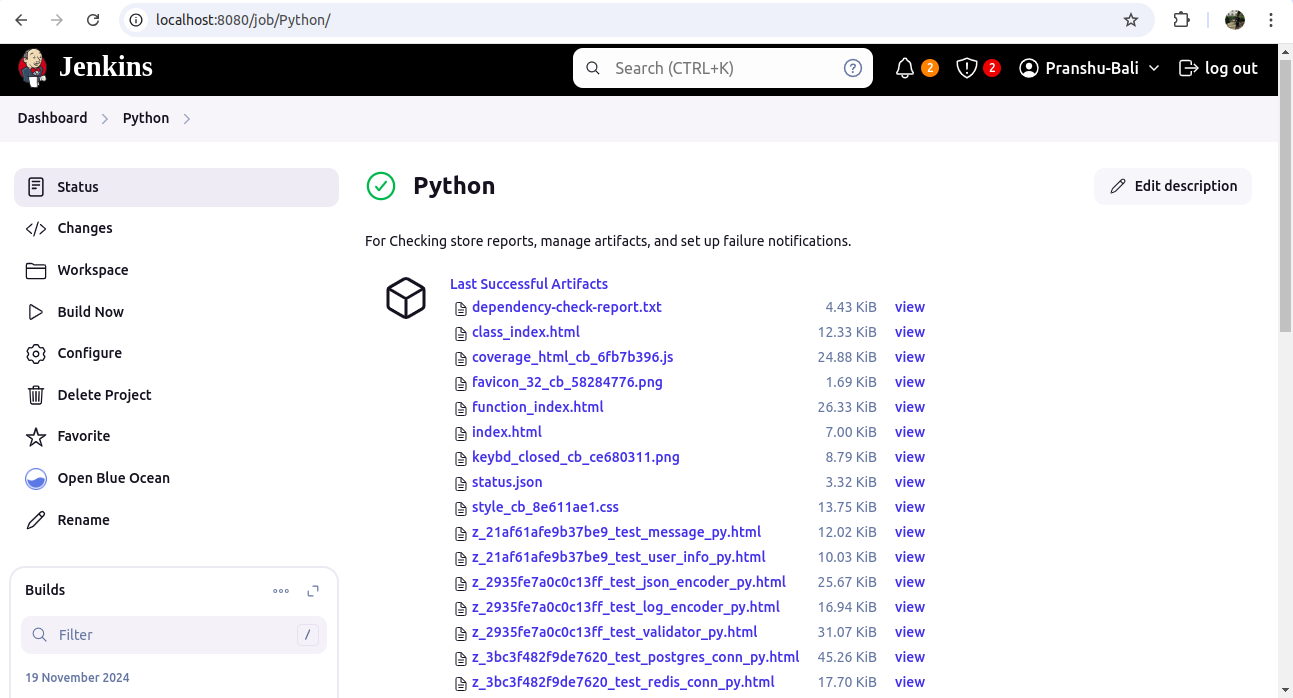 localhost:8080/job/Python/
Jenkins
Search (CTRL+K)
?
2
2
Pranshu-Bali
log out
Dashboard
Python
Status
Changes
Workspace
Build Now
Configure
Delete Project
Favorite
Open Blue Ocean
Rename
Builds
Filter
/
19 November 2024
Python
Edit description
For Checking store reports, manage artifacts, and set up failure notifications.
Last Successful Artifacts
dependency-check-report.txt 4.43 KiB view
class_index.html 12.33 KiB view
coverage_html_cb_6fb7b396.js 24.88 KiB view
favicon_32_cb_58284776.png 1.69 KiB view
function_index.html 26.33 KiB view
index.html 7.00 KiB view
keybd_closed_cb_ce680311.png 8.79 KiB view
status.json 3.32 KiB view
style_cb_8e611ae1.css 13.75 KiB view
z_21af61afe9b37be9_test_message_py.html 12.02 KiB view
z_21af61afe9b37be9_test_user_info_py.html 10.03 KiB view
z_2935fe7a0c0c13ff_test_json_encoder_py.html 25.67 KiB view
z_2935fe7a0c0c13ff_test_log_encoder_py.html 16.94 KiB view
z_2935fe7a0c0c13ff_test_validator_py.html 31.07 KiB view
z_3bc3f482f9de7620_test_postgres_conn_py.html 45.26 KiB view
z_3bc3f482f9de7620_test_redis_conn_py.html 17.70 KiB view